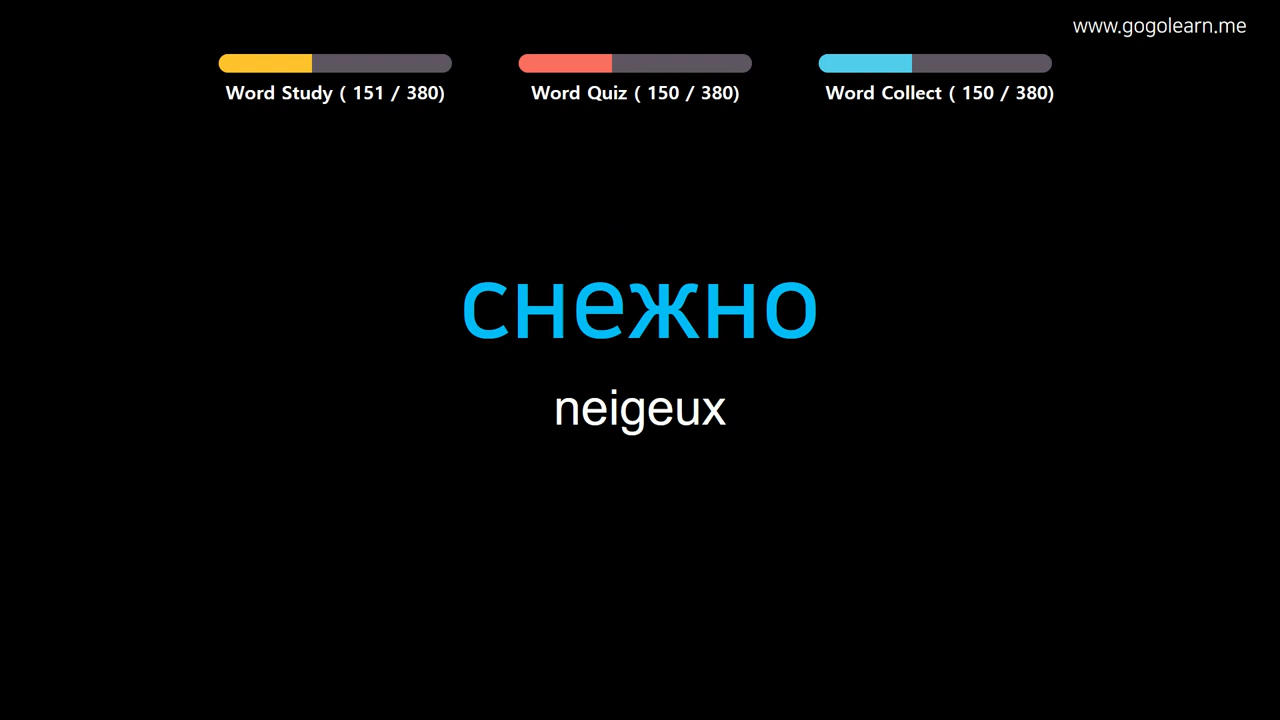 www.gogolearn.me
Word Study ( 151 / 380)
Word Quiz ( 150 / 380)
Word Collect ( 150 / 380)
снежно
neigeux